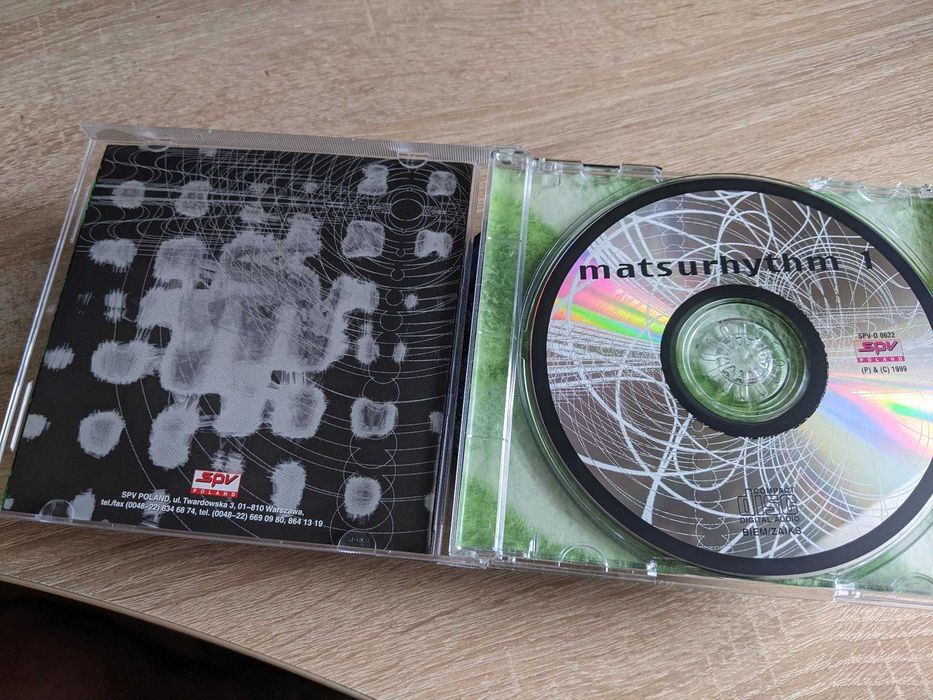 spv
POLAND
SPV POLAND, ul. Twardowska 3, 01-810 Warszawa,
tel./fax (0048-22) 834 68 74, tel. (0048-22) 669 09 80, 864 13 19
matsurhythm 1
SPV-D 0622
spv
POLAND
(P) & (C) 1999
COMPACT
disc
DIGITAL AUDIO
BIEM/ZAIKS